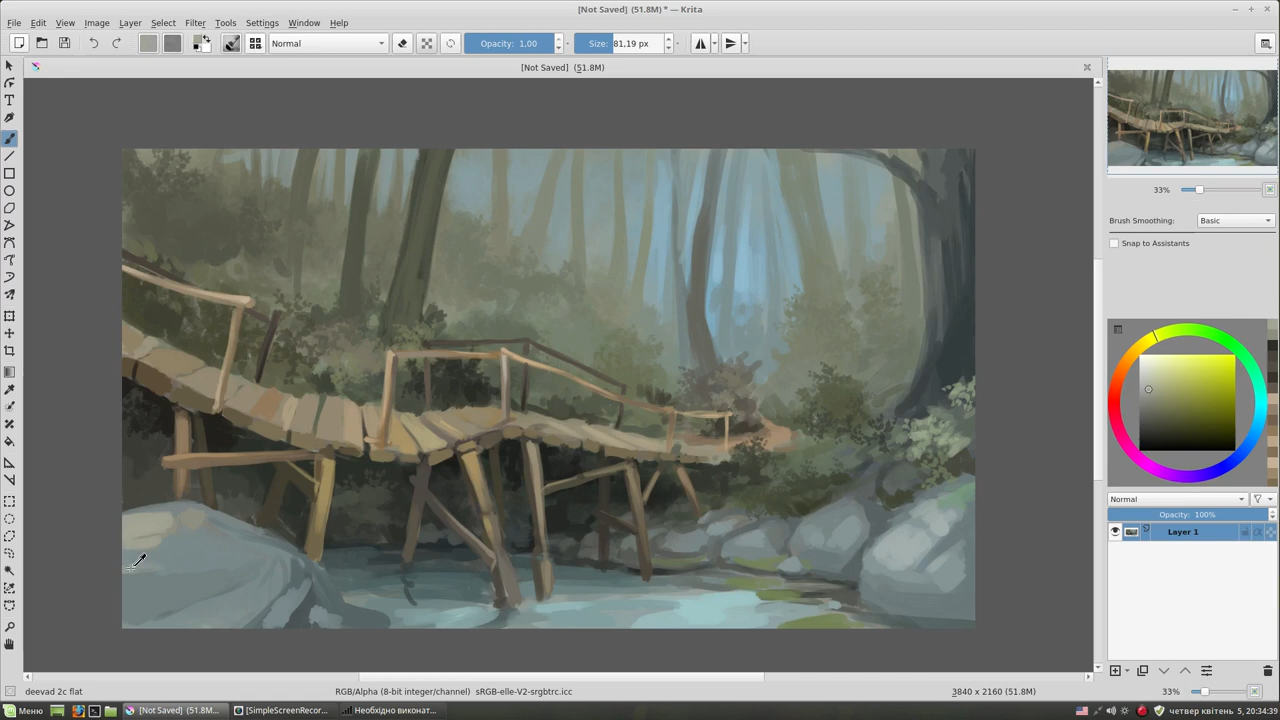 [Not Saved] (51.8M) * — Krita
File Edit View Image Layer Select Filter Tools Settings Window Help
Normal Opacity: 1.00 Size: 81.19 px
[Not Saved] (51.8M)
33%
Brush Smoothing: Basic
Snap to Assistants
Normal
Opacity: 100%
Layer 1
deevad 2c flat RGB/Alpha (8-bit integer/channel) sRGB-elle-V2-srgbtrc.icc 3840 x 2160 (51.8M) 33%
Меню [Not Saved] (51.8M... [SimpleScreenRecor... Необхідно виконат... четвер квітень 5, 20:34:39